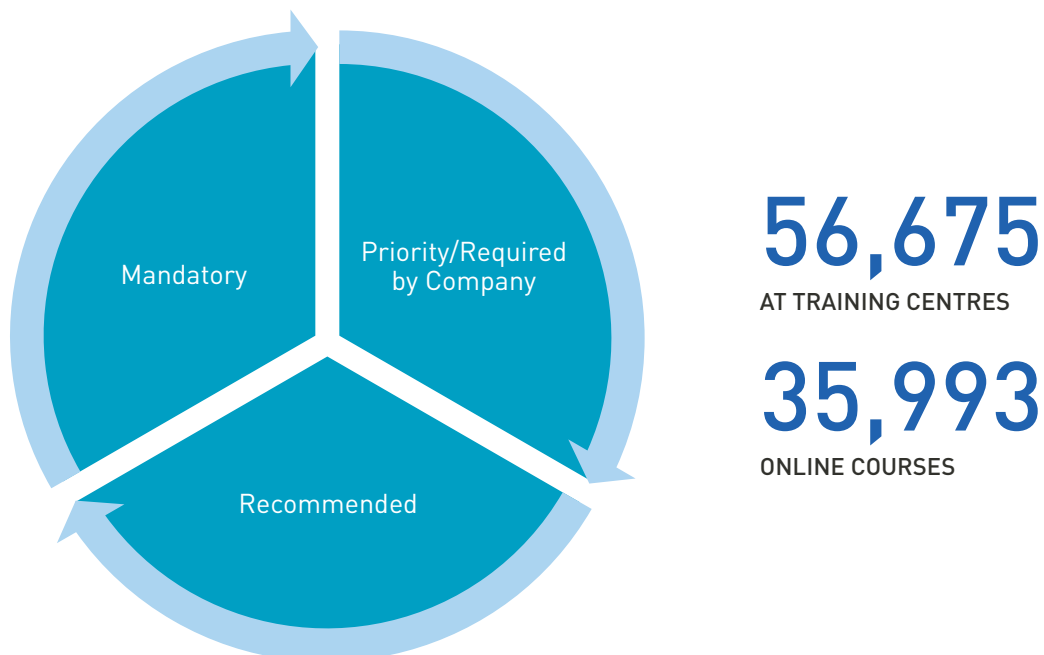 Mandatory
Priority/Required
by Company
Recommended
56,675
AT TRAINING CENTRES
35,993
ONLINE COURSES